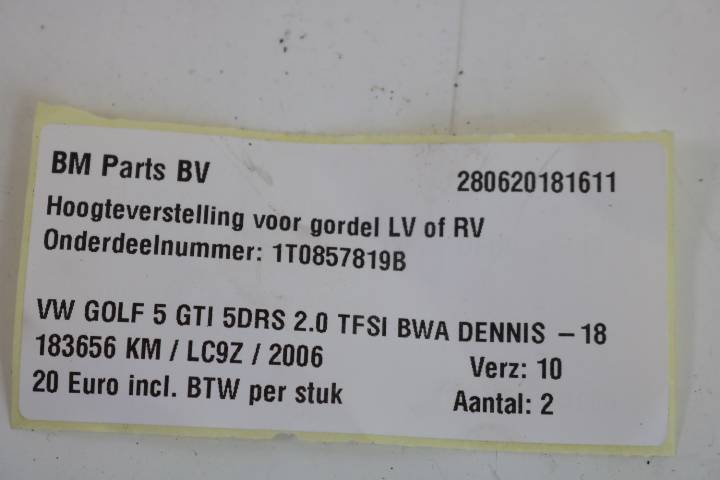 BM Parts BV 280620181611
Hoogteverstelling voor gordel LV of RV
Onderdeelnummer: 1T0857819B
VW GOLF 5 GTI 5DRS 2.0 TFSI BWA DENNIS - 18
183656 KM / LC9Z / 2006 Verz: 10
20 Euro incl. BTW per stuk Aantal: 2